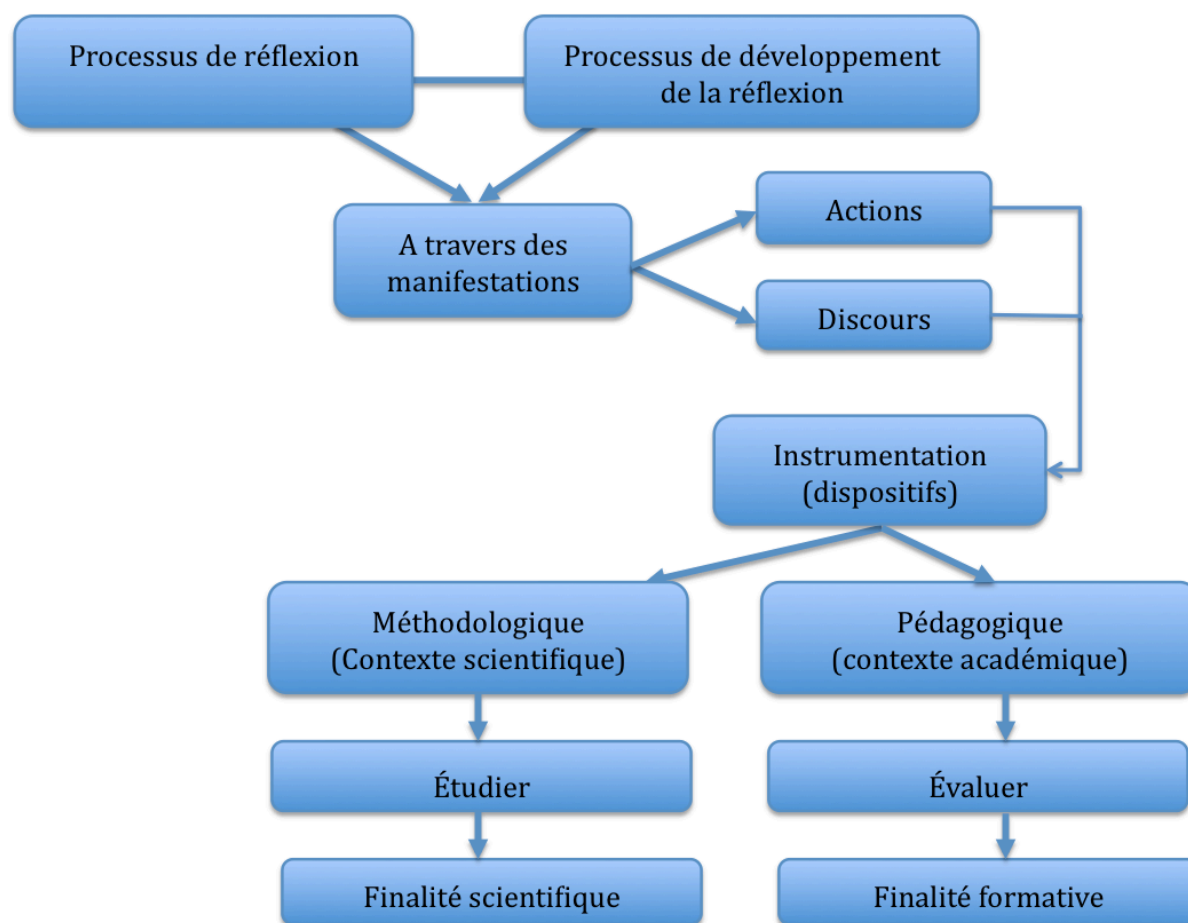 Processus de réflexion
Processus de développement
de la réflexion
A travers des
manifestations
Actions
Discours
Instrumentation
(dispositifs)
Méthodologique
(Contexte scientifique)
Pédagogique
(contexte académique)
Étudier
Évaluer
Finalité scientifique
Finalité formative